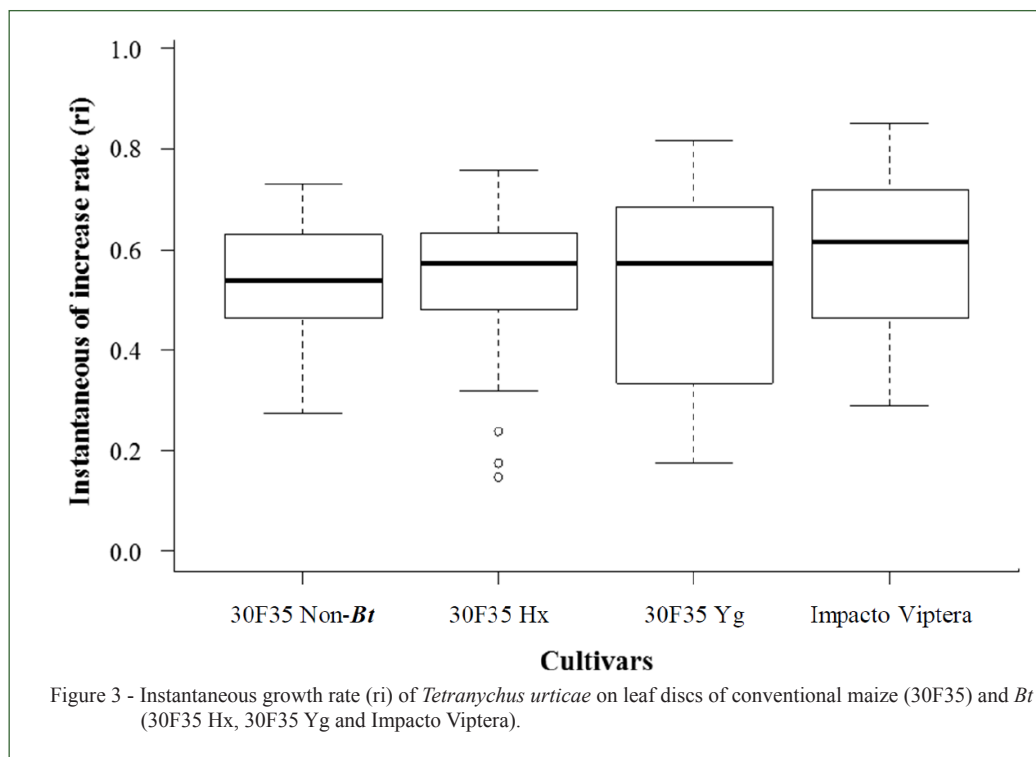 Instantaneous of increase rate (ri)
1.0
0.8
0.6
0.4
0.2
0.0
30F35 Non-Bt 30F35 Hx 30F35 Yg Impacto Viptera
Cultivars
Figure 3 - Instantaneous growth rate (ri) of Tetranychus urticae on leaf discs of conventional maize (30F35) and Bt
(30F35 Hx, 30F35 Yg and Impacto Viptera).